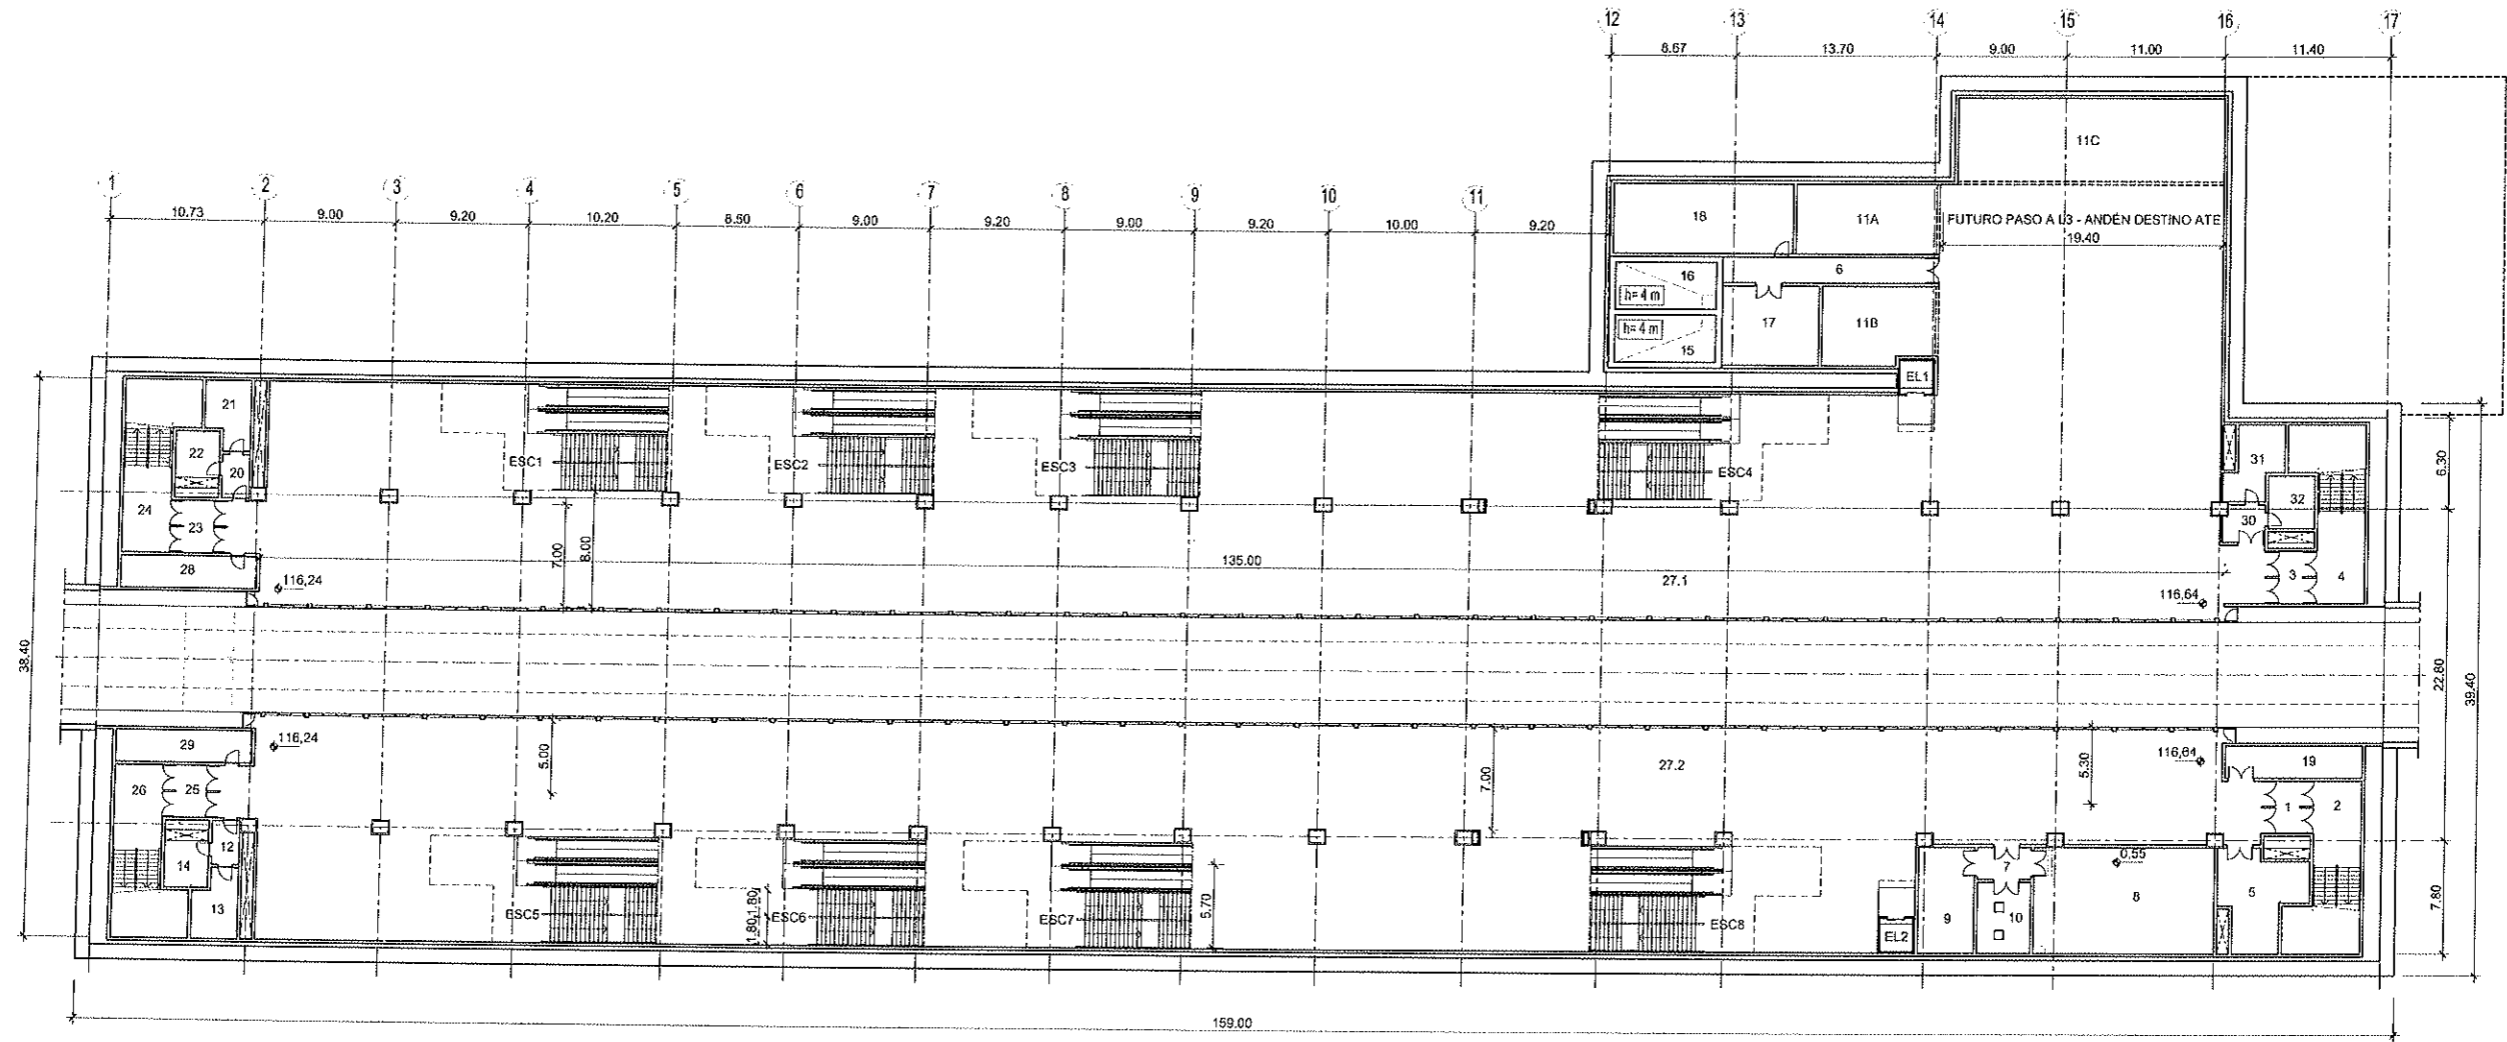 12 13 14 15 16 17
8.67 13.70 9.00 11.00 11.40
11C
1 2 3 4 5 6 7 8 9 10 11
10.73 9.00 9.20 10.20 8.50 9.00 9.20 9.00 9.20 10.00 9.20
18 11A FUTURO PASO A L3 - ANDÉN DESTINO ATE
19.40
16 6
h= 4 m
h= 4 m 17 11B
15
EL1
21
22 20
ESC1 ESC2 ESC3 ESC4
31
6.30
24 23
32
30
7.00 8.00
135.00
28 116,24
27.1
3 4
116,64
38.40
22.80
39.40
29 116,24
5.00
27.2
7.00
5.30
116,64
19
26 25
1 2
12
14
13
7
0,55
ESC5 1.80 1.80 ESC6 ESC7 5.70 ESC8
EL2 9 10 8 5
7.80
159.00